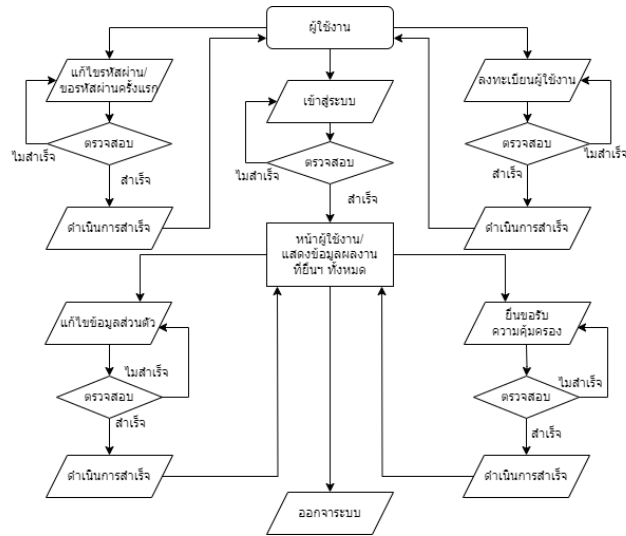 ผู้ใช้งาน
แก้ไขรหัสผ่าน/
ขอรหัสผ่านครั้งแรก
เข้าสู่ระบบ
ลงทะเบียนผู้ใช้งาน
ตรวจสอบ
ไม่สำเร็จ
สำเร็จ
ตรวจสอบ
ไม่สำเร็จ
สำเร็จ
ตรวจสอบ
ไม่สำเร็จ
สำเร็จ
ดำเนินการสำเร็จ
หน้าผู้ใช้งาน/
แสดงข้อมูลผลงาน
ที่ยื่นฯ ทั้งหมด
ดำเนินการสำเร็จ
แก้ไขข้อมูลส่วนตัว
ยื่นขอรับ
ความคุ้มครอง
ไม่สำเร็จ
ตรวจสอบ
สำเร็จ
ไม่สำเร็จ
ตรวจสอบ
สำเร็จ
ดำเนินการสำเร็จ
ดำเนินการสำเร็จ
ออกจาระบบ